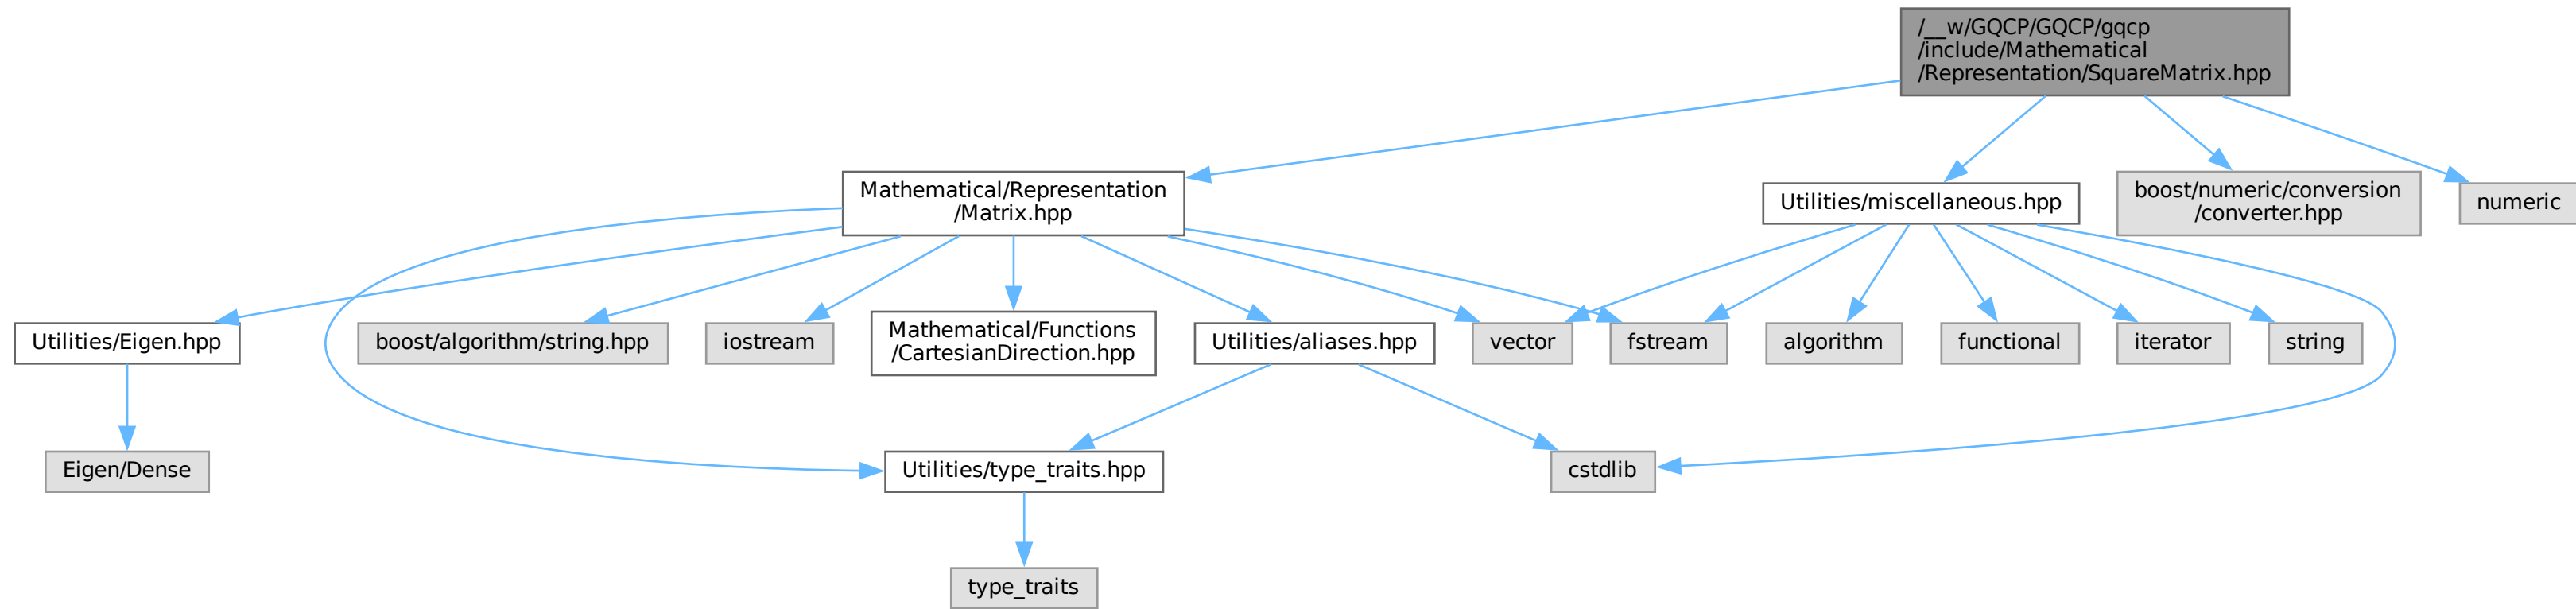 /__w/GQCP/GQCP/gqcp
/include/Mathematical
/Representation/SquareMatrix.hpp
Mathematical/Representation
/Matrix.hpp
Utilities/miscellaneous.hpp
boost/numeric/conversion
/converter.hpp
numeric
Utilities/Eigen.hpp
boost/algorithm/string.hpp
iostream
Mathematical/Functions
/CartesianDirection.hpp
Utilities/aliases.hpp
vector
fstream
algorithm
functional
iterator
string
Eigen/Dense
Utilities/type_traits.hpp
cstdlib
type_traits